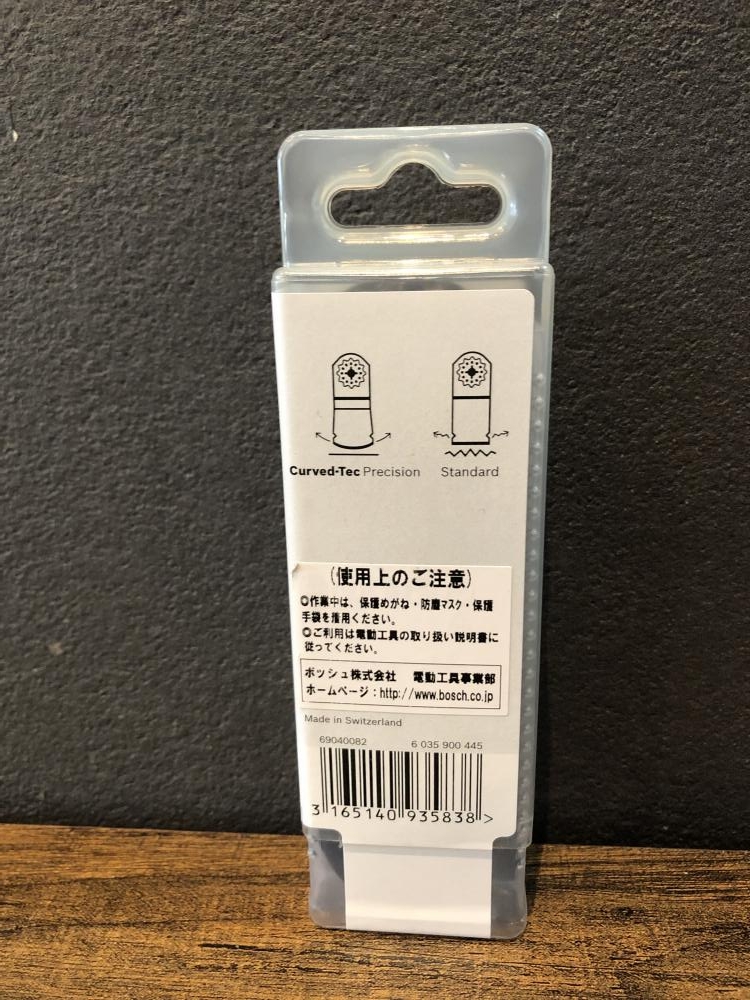 Curved-Tec Precision Standard
(使用上のご注意)
◎作業中は、保護めがね・防塵マスク・保護
手袋を着用ください。
◎ご利用は電動工具の取り扱い説明書に
従ってください。
ボッシュ株式会社 電動工具事業部
ホームページ：http://www.bosch.co.jp
Made in Switzerland
69040082 6 035 900 445
3 165140 935838 >